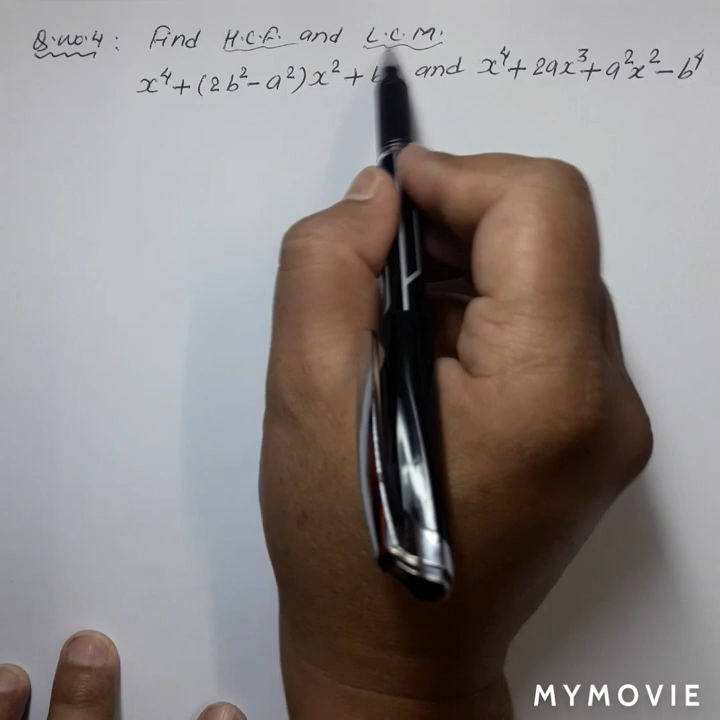 Q.no.4: Find H.C.F. and L.C.M.
x⁴+(2b²-a²)x²+b and x⁴+2ax³+a²x²-b⁴
MYMOVIE